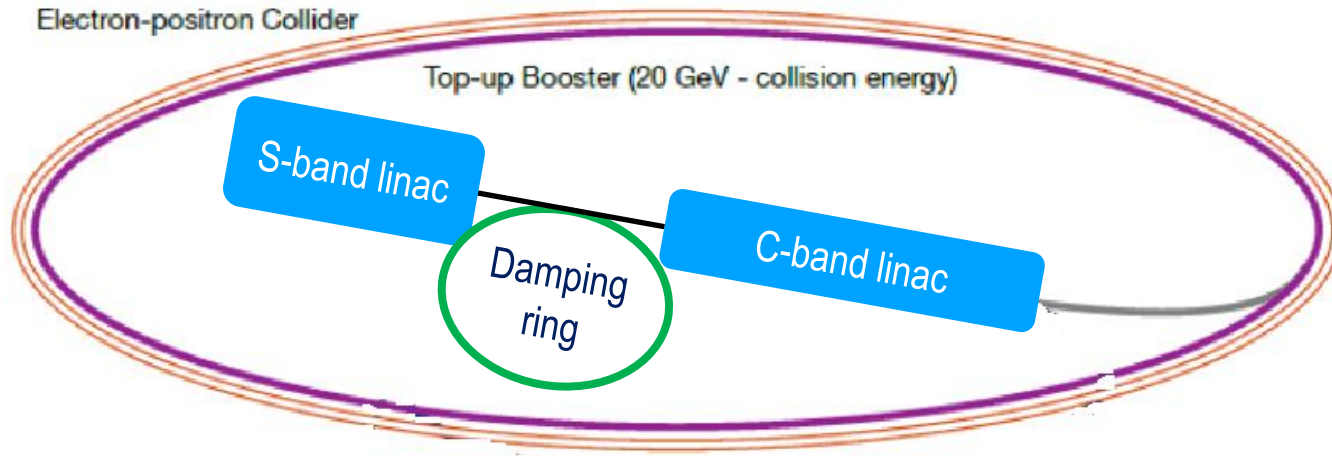 Electron-positron Collider
Top-up Booster (20 GeV - collision energy)
S-band linac
Damping
ring
C-band linac